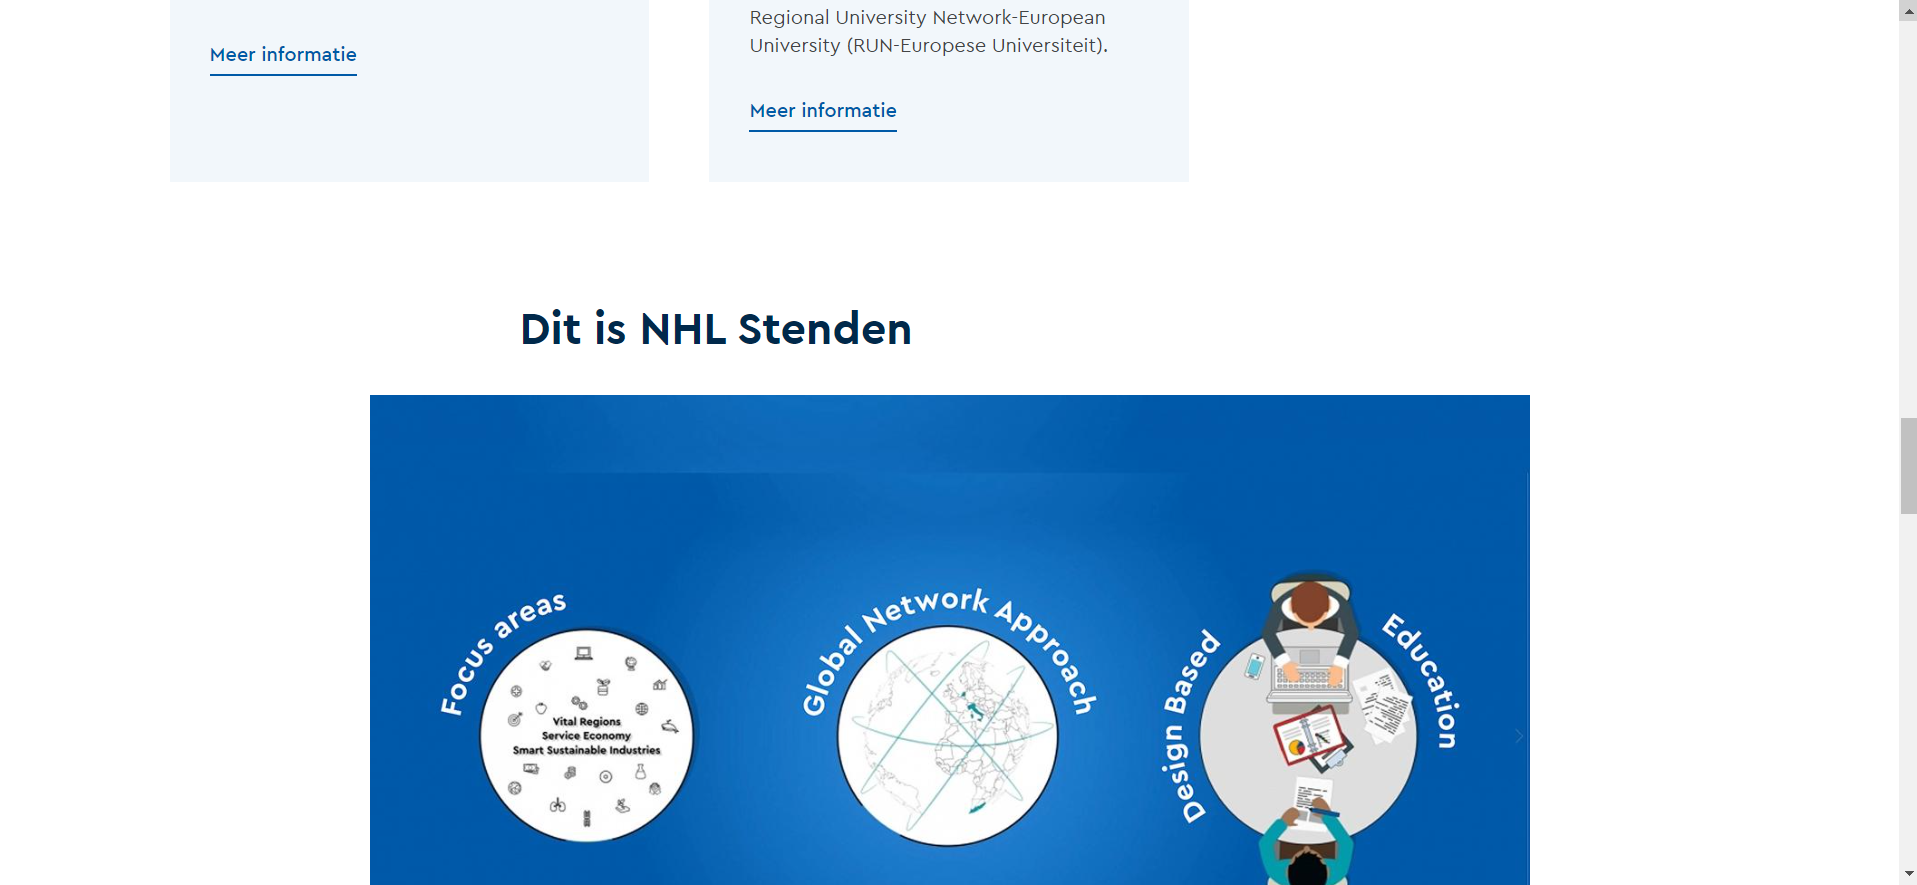 Meer informatie
Regional University Network-European
University (RUN-Europese Universiteit).
Meer informatie
Dit is NHL Stenden
Focus areas
Vital Regions
Service Economy
Smart Sustainable Industries
Global Network Approach
Design Based Education